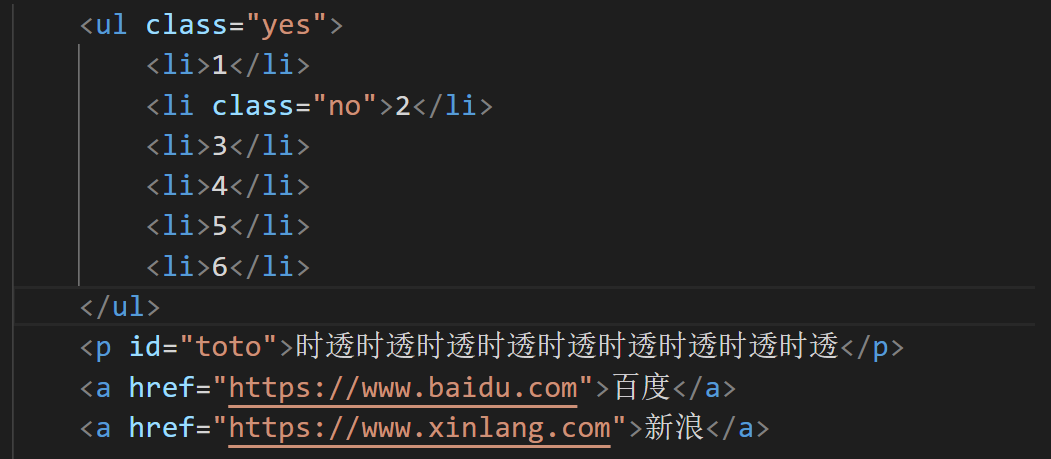 <ul class="yes">
<li>1</li>
<li class="no">2</li>
<li>3</li>
<li>4</li>
<li>5</li>
<li>6</li>
</ul>
<p id="toto">时透时透时透时透时透时透时透时透时透</p>
<a href="https://www.baidu.com">百度</a>
<a href="https://www.xinlang.com">新浪</a>